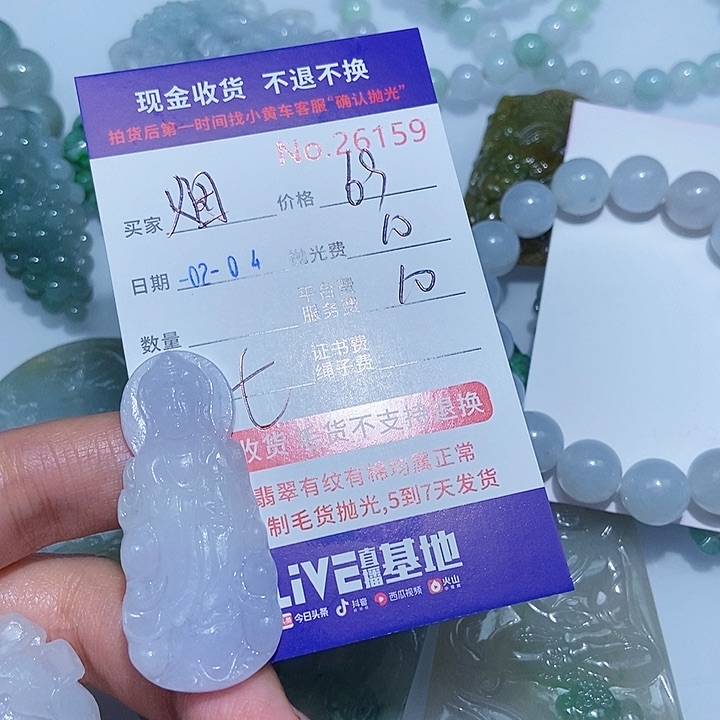 现金收货 不退不换
拍货后第一时间找小黄车客服“确认抛光”
No.26159
买家 烟 价格 69
日期 -02-04 抛光费 10
平台服
服务费 10
数量
证书费
绳子费
七
收货 货不支持退换
翡翠有纹有棉均属正常
制毛货抛光,5到7天发货
LiVE直播基地
今日头条 抖音 西瓜视频 火山